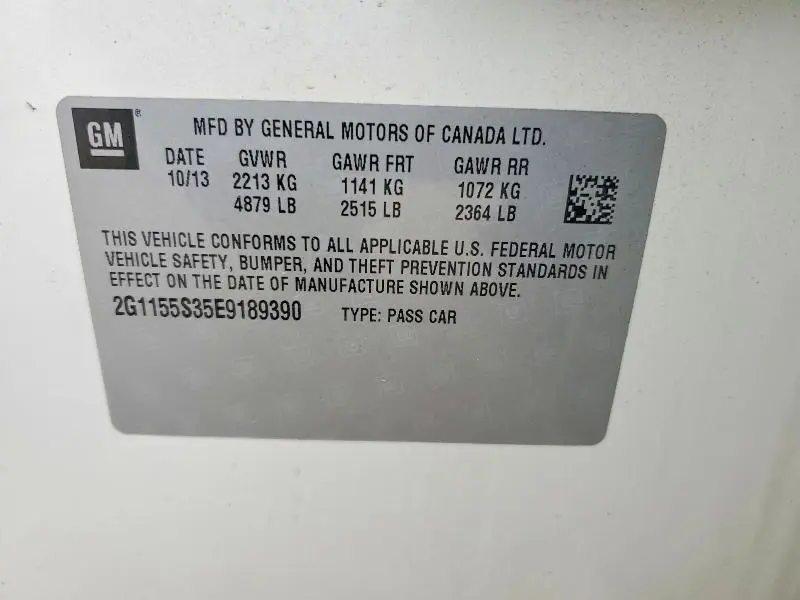 GM ®
MFD BY GENERAL MOTORS OF CANADA LTD.
DATE GVWR GAWR FRT GAWR RR
10/13 2213 KG 1141 KG 1072 KG
4879 LB 2515 LB 2364 LB
THIS VEHICLE CONFORMS TO ALL APPLICABLE U.S. FEDERAL MOTOR
VEHICLE SAFETY, BUMPER, AND THEFT PREVENTION STANDARDS IN
EFFECT ON THE DATE OF MANUFACTURE SHOWN ABOVE.
2G1155S35E9189390 TYPE: PASS CAR